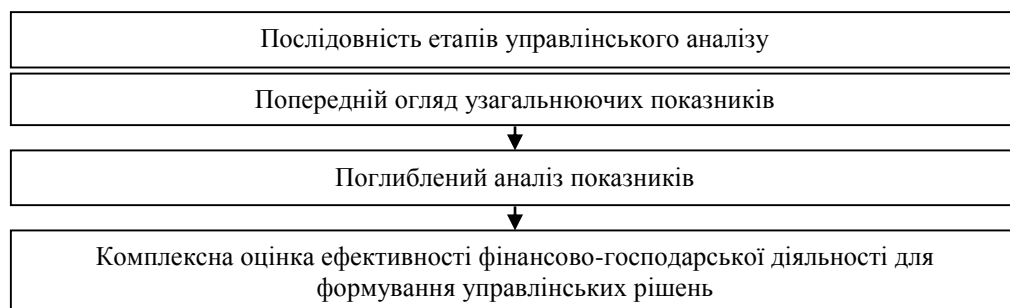 Послідовність етапів управлінського аналізу
Попередній огляд узагальнюючих показників
Поглиблений аналіз показників
Комплексна оцінка ефективності фінансово-господарської діяльності для
формування управлінських рішень